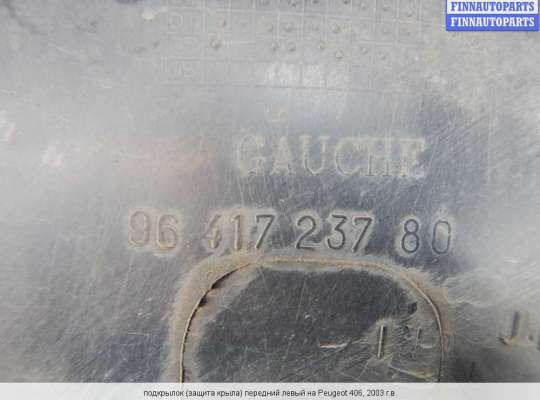 FINNAUTOPARTS
FINNAUTOPARTS
GAUCHE
96 417 237 80
подкрылок (защита крыла) передний левый на Peugeot 406, 2003 г.в.